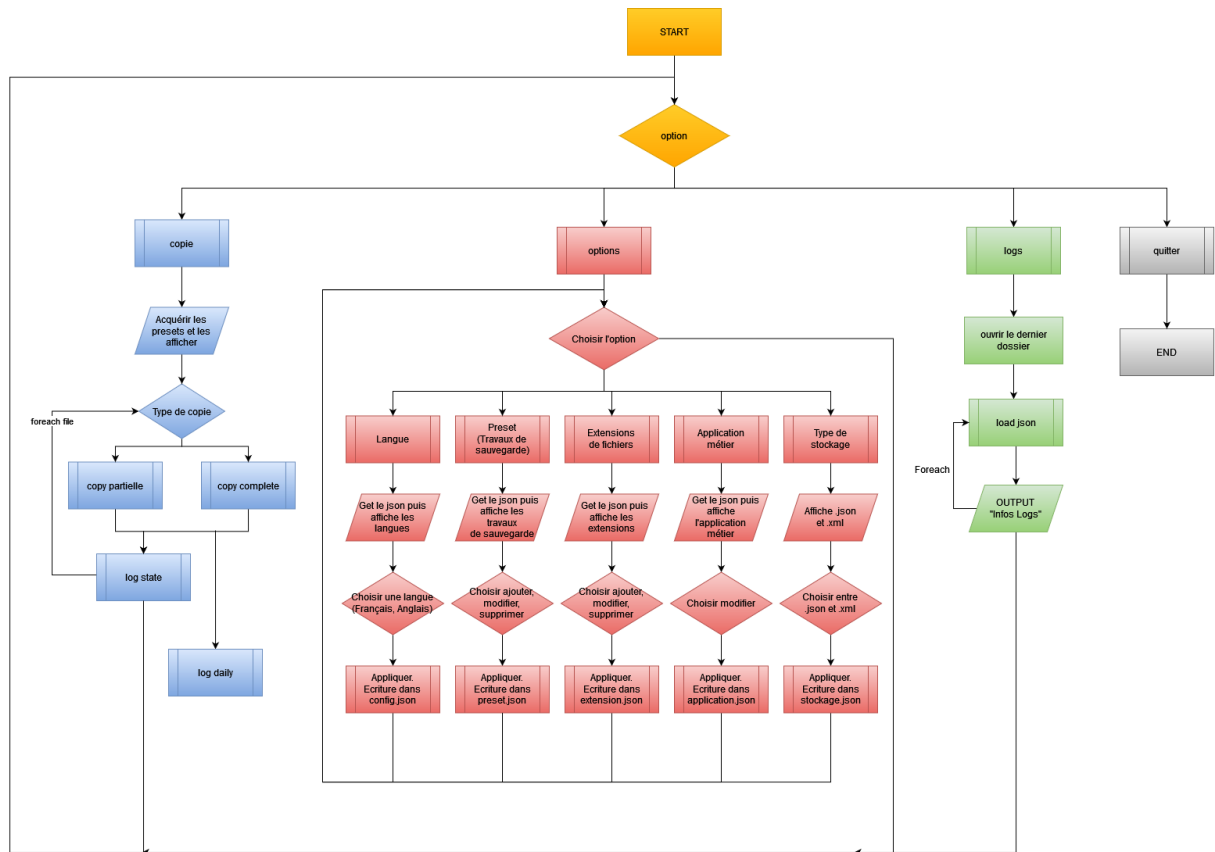 START
option
copie
options
logs
quitter
Acquérir les
presets et les
afficher
ouvrir le dernier
dossier
Choisir l'option
END
Type de copie
foreach file
Langue
Preset
(Travaux de
sauvegarde)
Extensions
de fichiers
Application
métier
Type de
stockage
load json
Foreach
copy partielle
copy complete
Get le json puis
affiche les
langues
Get le json puis
affiche les
travaux
de sauvegarde
Get le json puis
affiche les
extensions
Get le json puis
affiche
l'application
métier
Affiche .json
et .xml
OUTPUT
"Infos Logs"
log state
Choisir une langue
(Français, Anglais)
Choisir ajouter,
modifier,
supprimer
Choisir ajouter,
modifier,
supprimer
Choisir modifier
Choisir entre
.json et .xml
log daily
Appliquer.
Ecriture dans
config.json
Appliquer.
Ecriture dans
preset.json
Appliquer.
Ecriture dans
extension.json
Appliquer.
Ecriture dans
application.json
Appliquer.
Ecriture dans
stockage.json